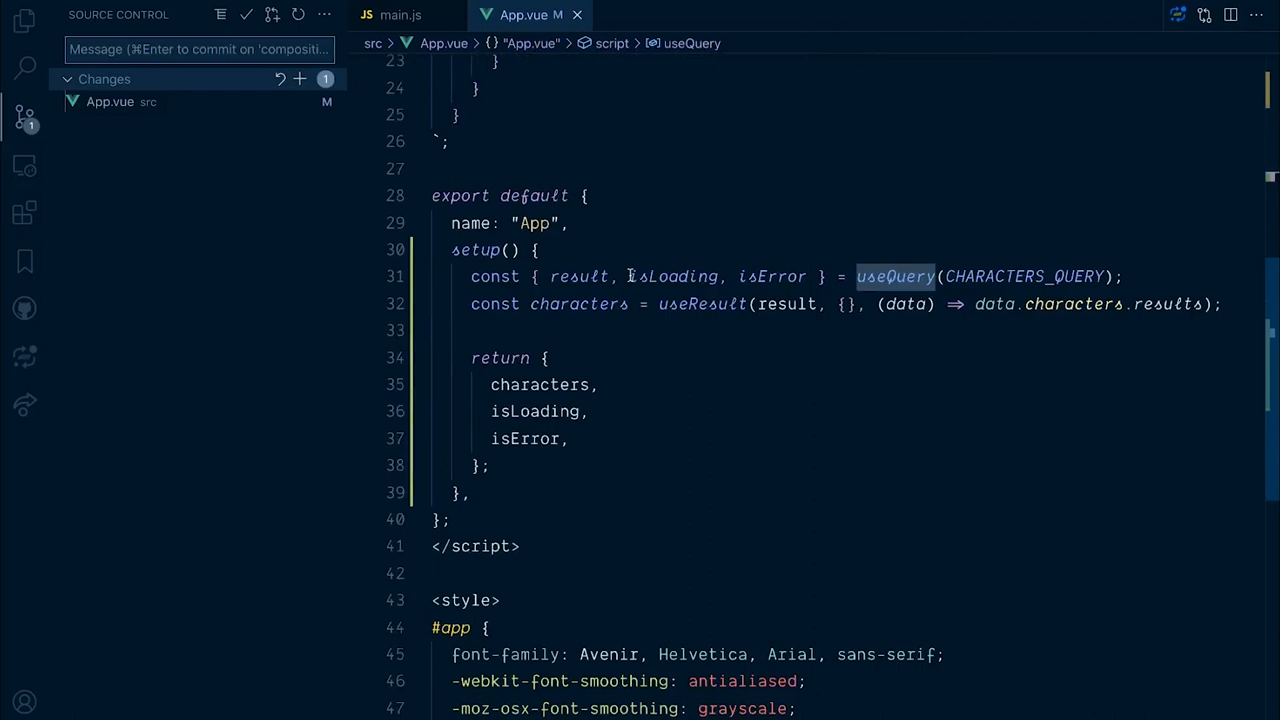 SOURCE CONTROL
JS main.js
App.vue M
Message (⌘Enter to commit on 'compositi...
src > App.vue > {} "App.vue" > script > useQuery
Changes
1
App.vue src
M
1
23 }
24 }
25 }
26 `;
27
28 export default {
29 name: "App",
30 setup() {
31 const { result, isLoading, isError } = useQuery(CHARACTERS_QUERY);
32 const characters = useResult(result, {}, (data) => data.characters.results);
33
34 return {
35 characters,
36 isLoading,
37 isError,
38 };
39 },
40 };
41 </script>
42
43 <style>
44 #app {
45 font-family: Avenir, Helvetica, Arial, sans-serif;
46 -webkit-font-smoothing: antialiased;
47 -moz-osx-font-smoothing: grayscale;